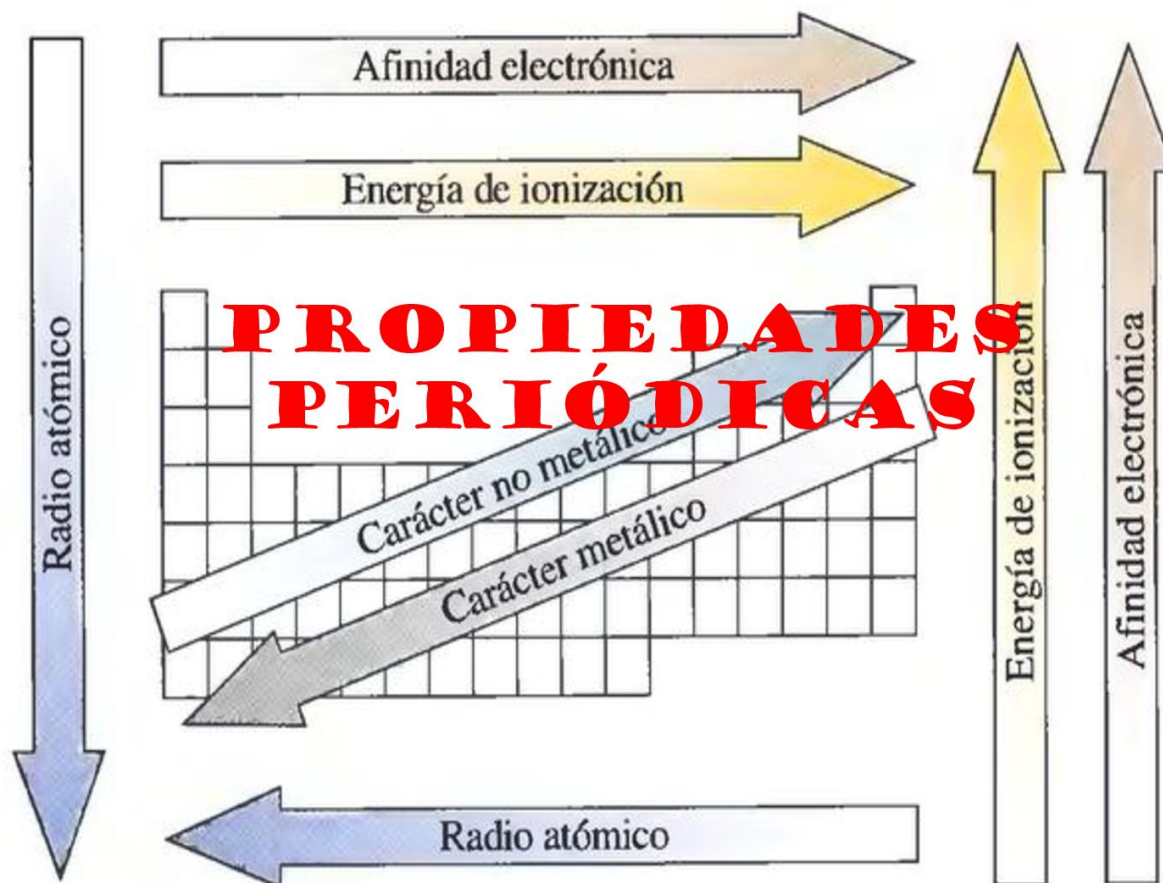 Afinidad electrónica
Energía de ionización
PROPIEDADES
PERIÓDICAS
Radio atómico
Carácter no metálico
Carácter metálico
Energía de ionización
Afinidad electrónica
Radio atómico